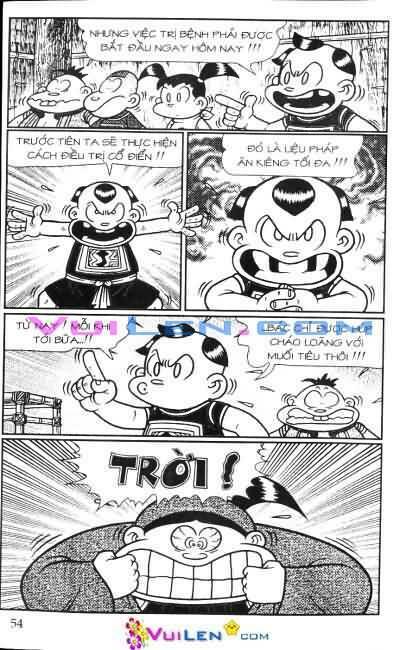 NHƯNG VIỆC TRỊ BỆNH PHẢI ĐƯỢC
BẮT ĐẦU NGAY HÔM NAY !!!
TRƯỚC TIÊN TA SẼ THỰC HIỆN
CÁCH ĐIỀU TRỊ CỔ ĐIỂN !!
ĐÓ LÀ LIỆU PHÁP
ĂN KIÊNG TỐI ĐA !!!
TỪ NAY ! MỖI KHI
TỚI BỮA...!!
BÁC CHỈ ĐƯỢC HÚP
CHÁO LOÃNG VỚI
MUỐI TIÊU THÔI !!!
VuiLen.com
TRỜI !
54
VUILEN.COM